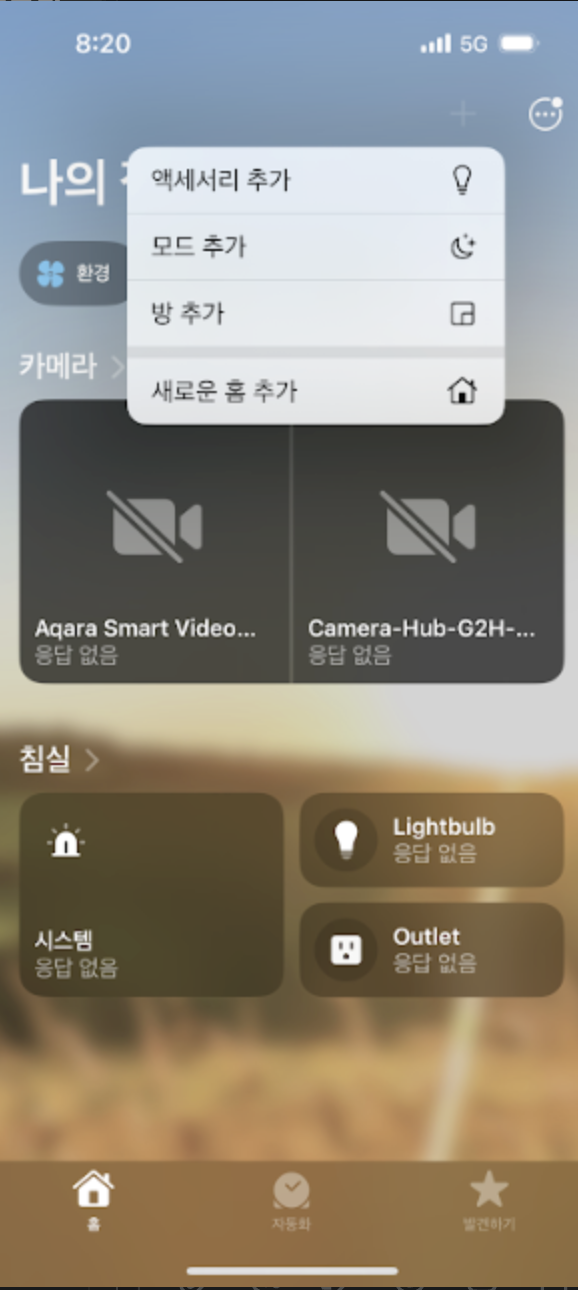 8:20
5G
나의
액세서리 추가
모드 추가
방 추가
새로운 홈 추가
환경
카메라
Aqara Smart Video...
응답 없음
Camera-Hub-G2H-...
응답 없음
침실
시스템
응답 없음
Lightbulb
응답 없음
Outlet
응답 없음
홈
자동화
발견하기